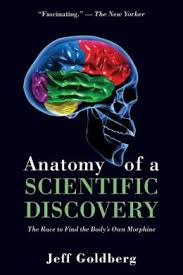 "Fascinating." — The New Yorker
Anatomy of a
SCIENTIFIC DISCOVERY
The Race to Find the Body's Own Morphine
Jeff Goldberg